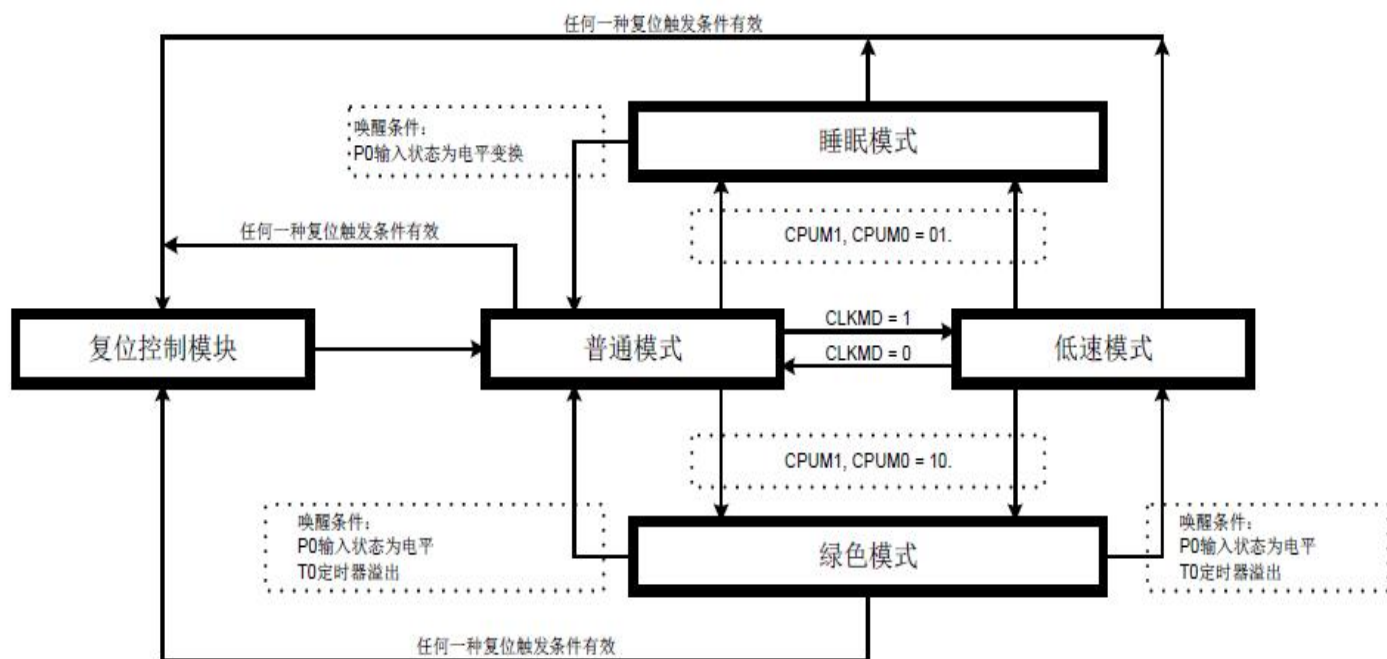 任何一种复位触发条件有效
唤醒条件：
P0输入状态为电平变换
睡眠模式
任何一种复位触发条件有效
CPUM1, CPUM0 = 01.
复位控制模块
普通模式
CLKMD = 1
CLKMD = 0
低速模式
CPUM1, CPUM0 = 10.
唤醒条件：
P0输入状态为电平
T0定时器溢出
绿色模式
唤醒条件：
P0输入状态为电平
T0定时器溢出
任何一种复位触发条件有效